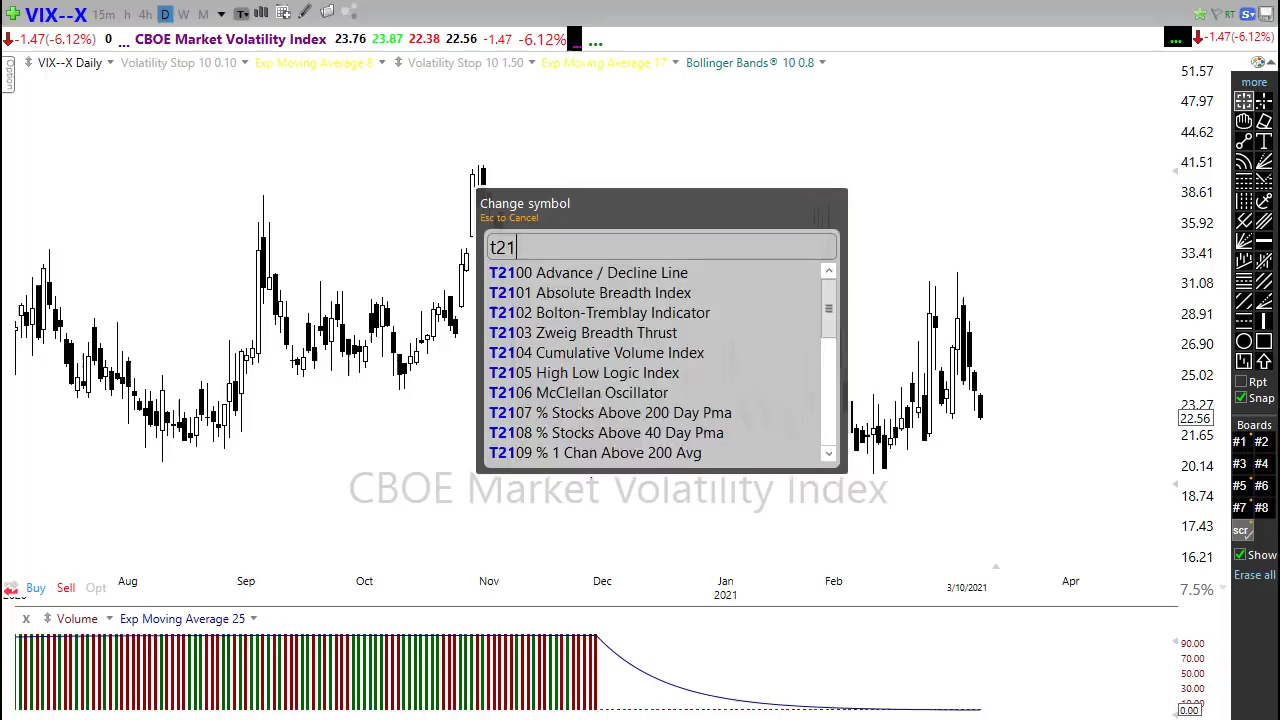 VIX--X 15m h 4h D W M T RT S
-1.47(-6.12%) 0 ... CBOE Market Volatility Index 23.76 23.87 22.38 22.56 -1.47 -6.12% ... ... ... -1.47(-6.12%)
Option
VIX--X Daily Volatility Stop 10 0.10 Exp Moving Average 8 Volatility Stop 10 1.50 Exp Moving Average 17 Bollinger Bands® 10 0.8
51.57
47.97
44.62
41.51
38.61
35.92
33.41
31.08
28.91
26.90
25.02
23.27
22.56
21.65
20.14
18.74
17.43
16.21
7.5%
more
T
Rpt
Snap
Boards
#1 #2
#3 #4
#5 #6
#7 #8
scr
Show
Erase all
Change symbol
Esc to Cancel
t21
T2100 Advance / Decline Line
T2101 Absolute Breadth Index
T2102 Bolton-Tremblay Indicator
T2103 Zweig Breadth Thrust
T2104 Cumulative Volume Index
T2105 High Low Logic Index
T2106 McClellan Oscillator
T2107 % Stocks Above 200 Day Pma
T2108 % Stocks Above 40 Day Pma
T2109 % 1 Chan Above 200 Avg
CBOE Market Volatility Index
Buy Sell Opt
Aug Sep Oct Nov Dec Jan Feb 3/10/2021 Apr
2021
X Volume Exp Moving Average 25
90.00
70.00
50.00
30.00
0.00